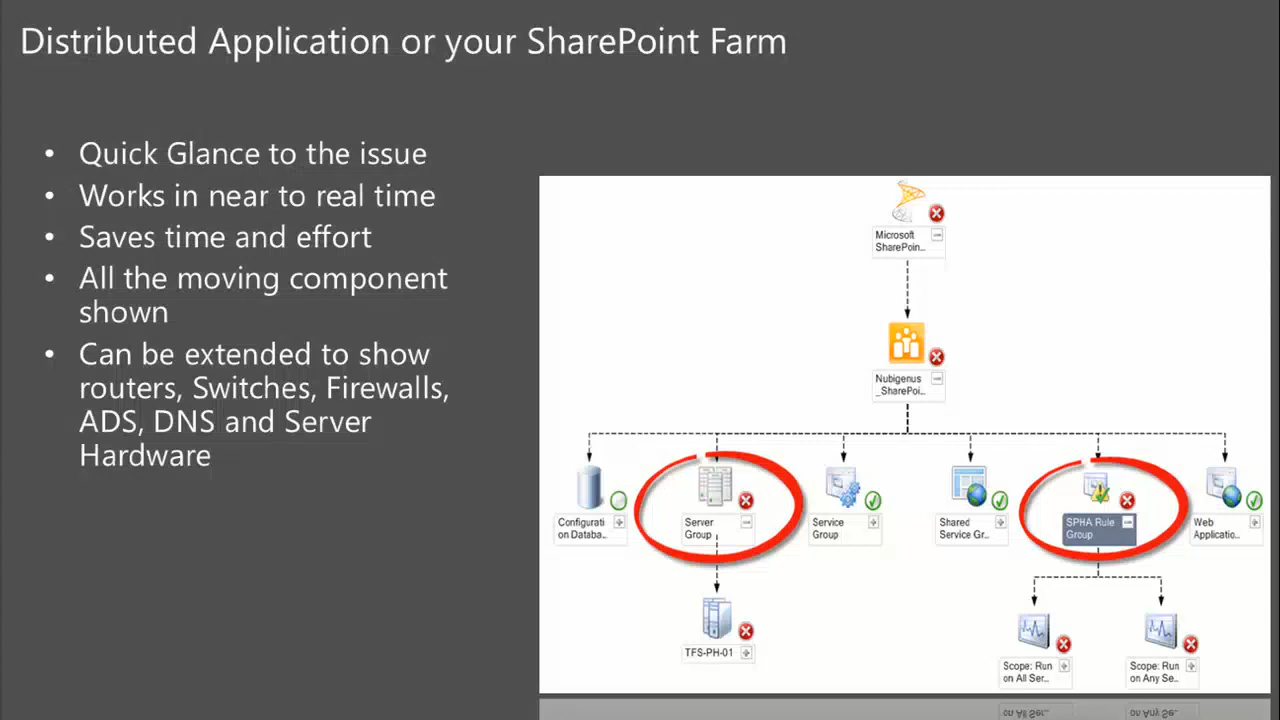 Distributed Application or your SharePoint Farm
• Quick Glance to the issue
• Works in near to real time
• Saves time and effort
• All the moving component
shown
• Can be extended to show
routers, Switches, Firewalls,
ADS, DNS and Server
Hardware
Microsoft
SharePoin...
Nubigenus
_SharePoi...
Configurati
on Databa...
Server
Group
Service
Group
Shared
Service Gr...
SPHA Rule
Group
Web
Applicatio...
TFS-PH-01
Scope: Run
on All Ser...
Scope: Run
on Any Se...